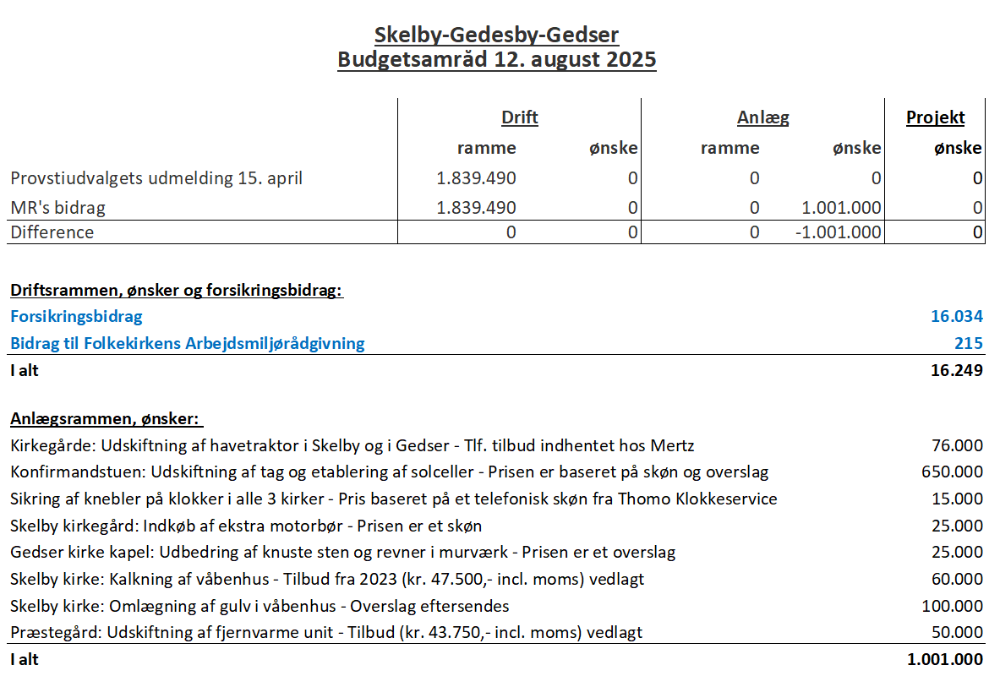 Skelby-Gedesby-Gedser
Budgetsamråd 12. august 2025
Drift Anlæg Projekt
ramme ønske ramme ønske ønske
Provstiudvalgets udmelding 15. april 1.839.490 0 0 0 0
MR's bidrag 1.839.490 0 0 1.001.000 0
Difference 0 0 0 -1.001.000 0
Driftsrammen, ønsker og forsikringsbidrag:
Forsikringsbidrag 16.034
Bidrag til Folkekirkens Arbejdsmiljørådgivning 215
I alt 16.249
Anlægsrammen, ønsker:
Kirkegårde: Udskiftning af havetraktor i Skelby og i Gedser - Tlf. tilbud indhentet hos Mertz 76.000
Konfirmandstuen: Udskiftning af tag og etablering af solceller - Prisen er baseret på skøn og overslag 650.000
Sikring af knebler på klokker i alle 3 kirker - Pris baseret på et telefonisk skøn fra Thomo Klokkeservice 15.000
Skelby kirkegård: Indkøb af ekstra motorbør - Prisen er et skøn 25.000
Gedser kirke kapel: Udbedring af knuste sten og revner i murværk - Prisen er et overslag 25.000
Skelby kirke: Kalkning af våbenhus - Tilbud fra 2023 (kr. 47.500,- incl. moms) vedlagt 60.000
Skelby kirke: Omlægning af gulv i våbenhus - Overslag eftersendes 100.000
Præstegård: Udskiftning af fjernvarme unit - Tilbud (kr. 43.750,- incl. moms) vedlagt 50.000
I alt 1.001.000